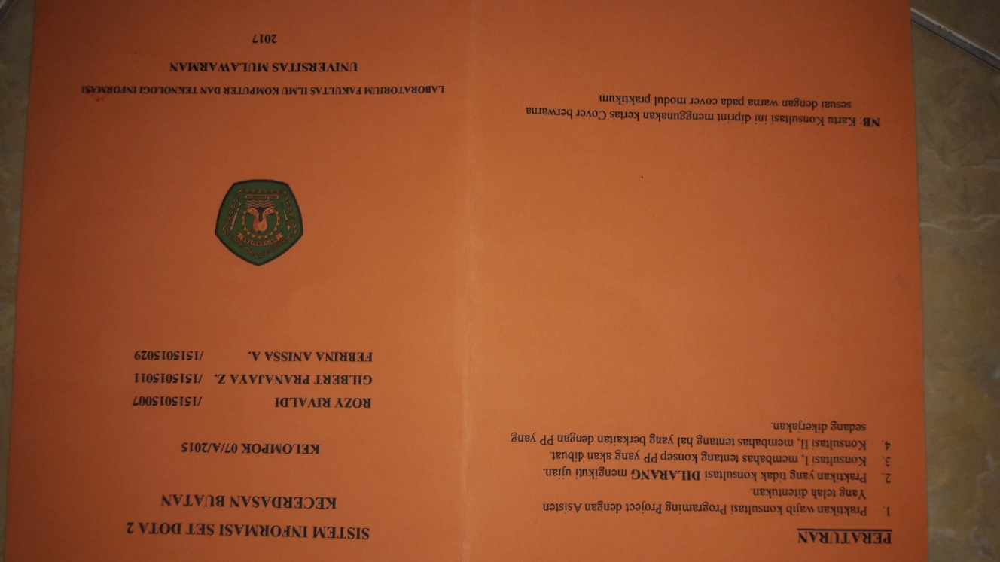 PERATURAN
1. Praktikan wajib konsultasi Programing Project dengan Asisten
Yang telah ditentukan.
2. Praktikan yang tidak konsultasi DILARANG mengikuti ujian.
3. Konsultasi I, membahas tentang konsep PP yang akan dibuat.
4. Konsultasi II, membahas tentang hal yang berkaitan dengan PP yang
sedang dikerjakan.
NB: Kartu Konsultasi ini diprint menggunakan kertas Cover berwarna
sesuai dengan warna pada cover modul praktikum
SISTEM INFORMASI SET DOTA 2
KECERDASAN BUATAN
KELOMPOK 07/A/2015
ROZY RIVALDI /1515015007
GILBERT PRANAJAYA Z. /1515015011
FEBRINA ANISSA A. /1515015029
UNIVERSITAS
LABORATORIUM FAKULTAS ILMU KOMPUTER DAN TEKNOLOGI INFORMASI
UNIVERSITAS MULAWARMAN
2017